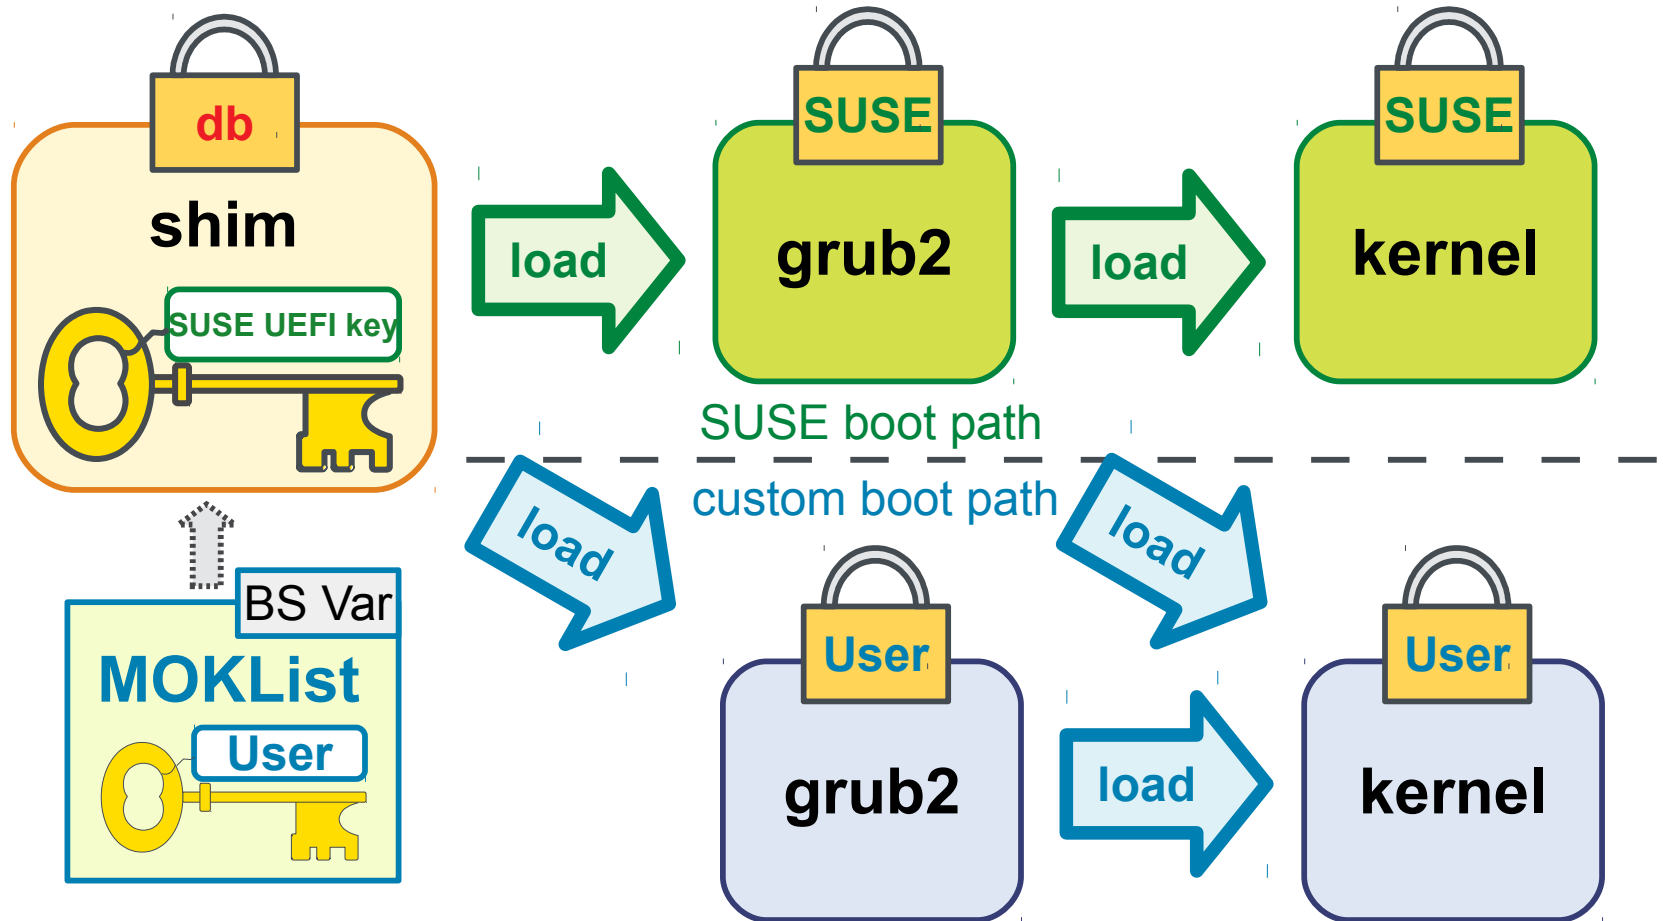 db
shim
SUSE UEFI key
load
SUSE
grub2
load
SUSE
kernel
SUSE boot path
custom boot path
load
load
BS Var
MOKList
User
User
grub2
load
User
kernel